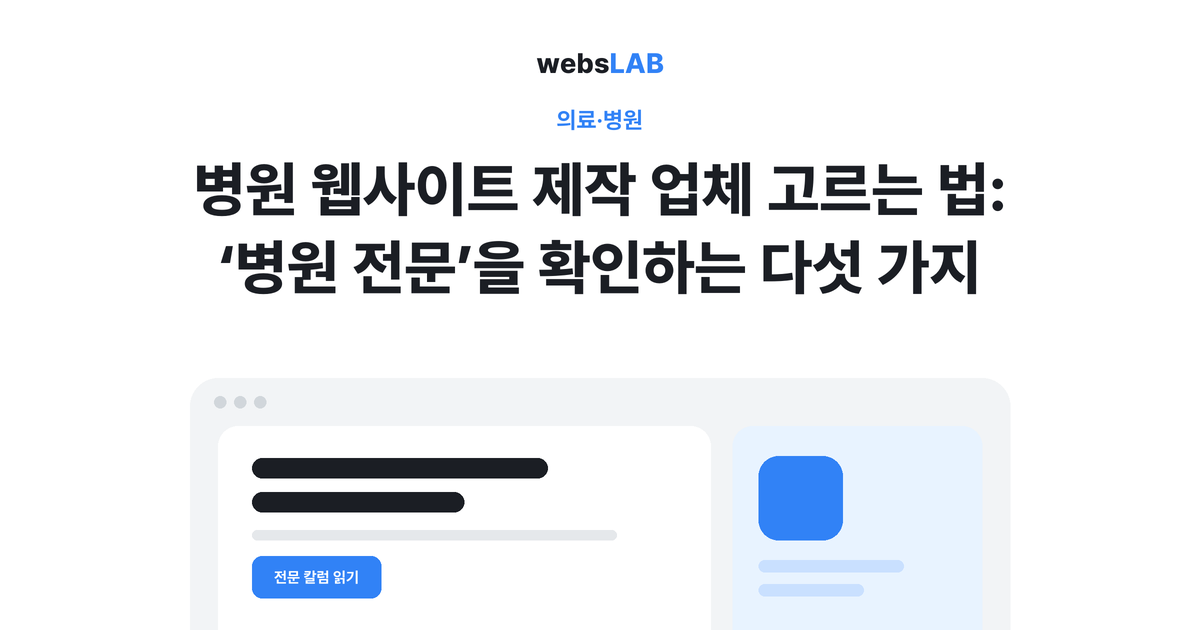 websLAB
의료·병원
병원 웹사이트 제작 업체 고르는 법:
‘병원 전문’을 확인하는 다섯 가지
전문 칼럼 읽기